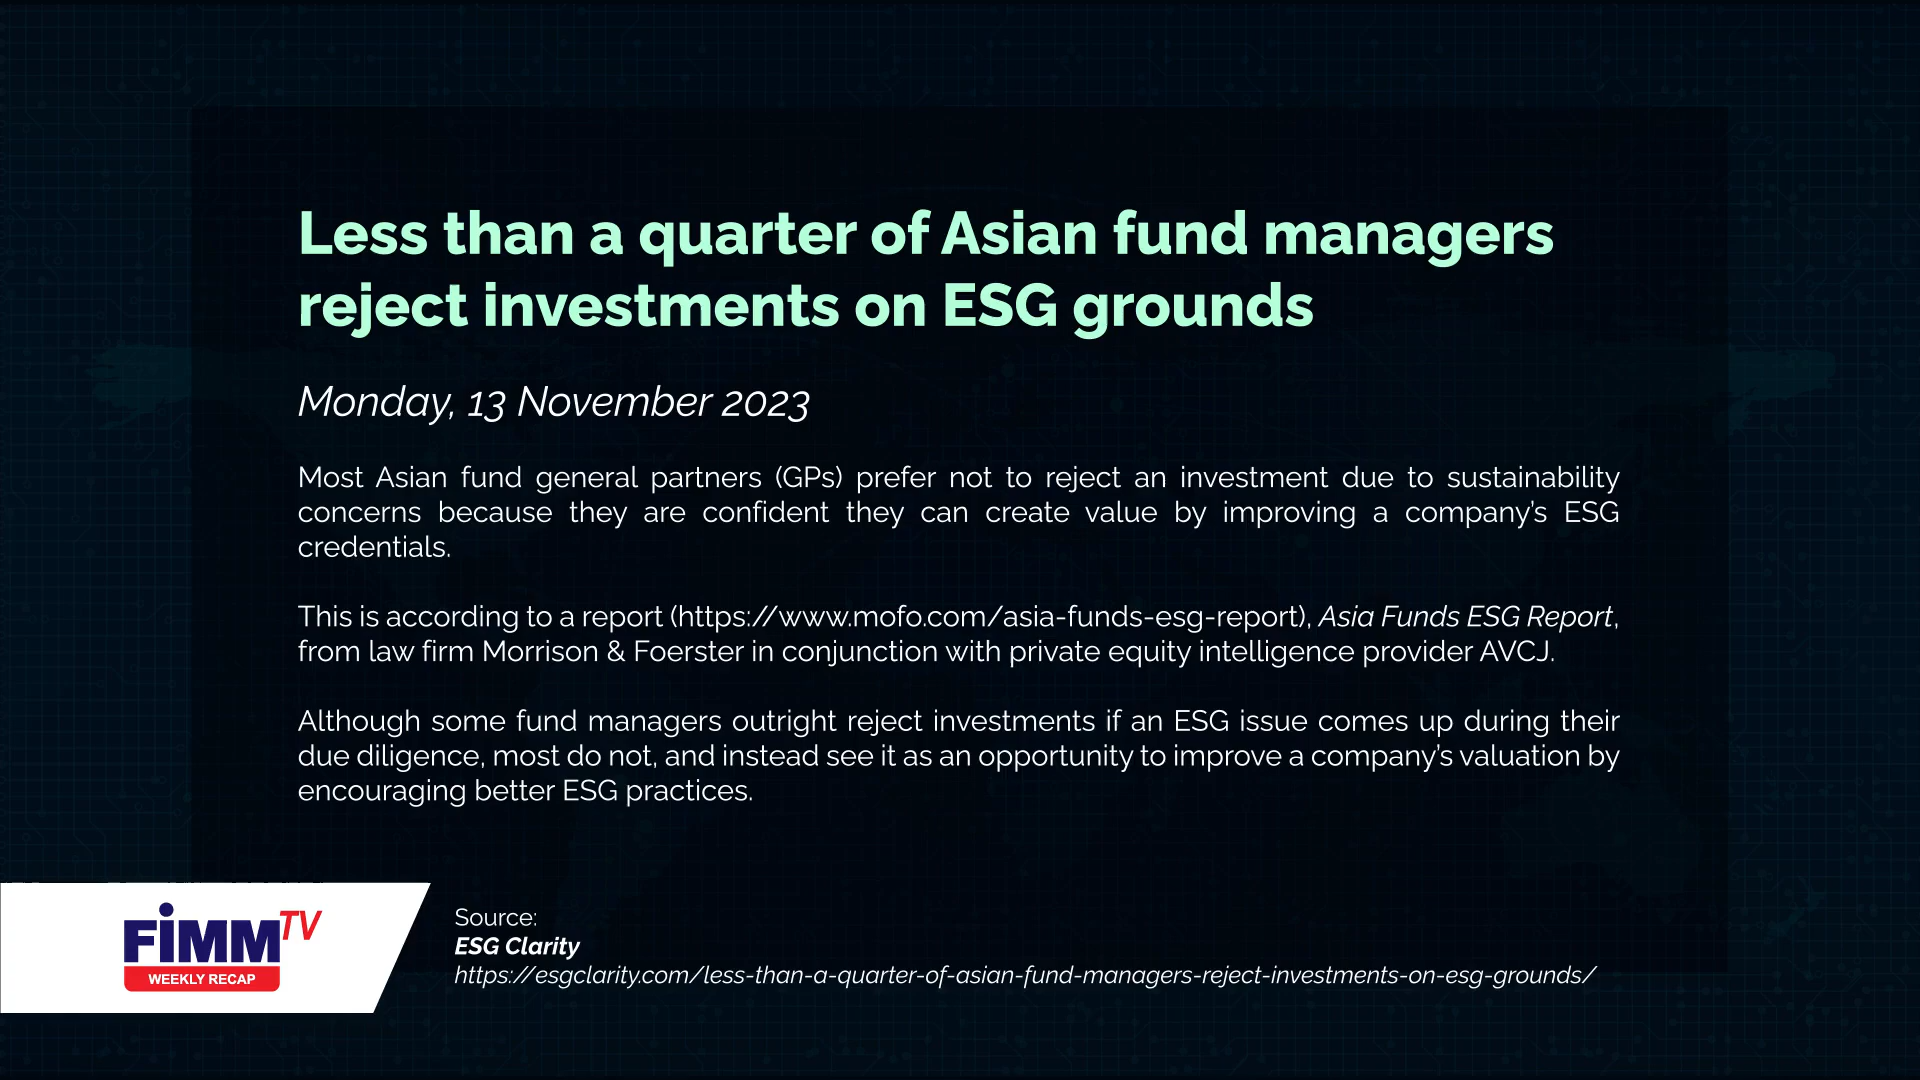 Less than a quarter of Asian fund managers
reject investments on ESG grounds
Monday, 13 November 2023
Most Asian fund general partners (GPs) prefer not to reject an investment due to sustainability
concerns because they are confident they can create value by improving a company’s ESG
credentials.
This is according to a report (https://www.mofo.com/asia-funds-esg-report), Asia Funds ESG Report,
from law firm Morrison & Foerster in conjunction with private equity intelligence provider AVCJ.
Although some fund managers outright reject investments if an ESG issue comes up during their
due diligence, most do not, and instead see it as an opportunity to improve a company’s valuation by
encouraging better ESG practices.
FiMM TV
WEEKLY RECAP
Source:
ESG Clarity
https://esgclarity.com/less-than-a-quarter-of-asian-fund-managers-reject-investments-on-esg-grounds/